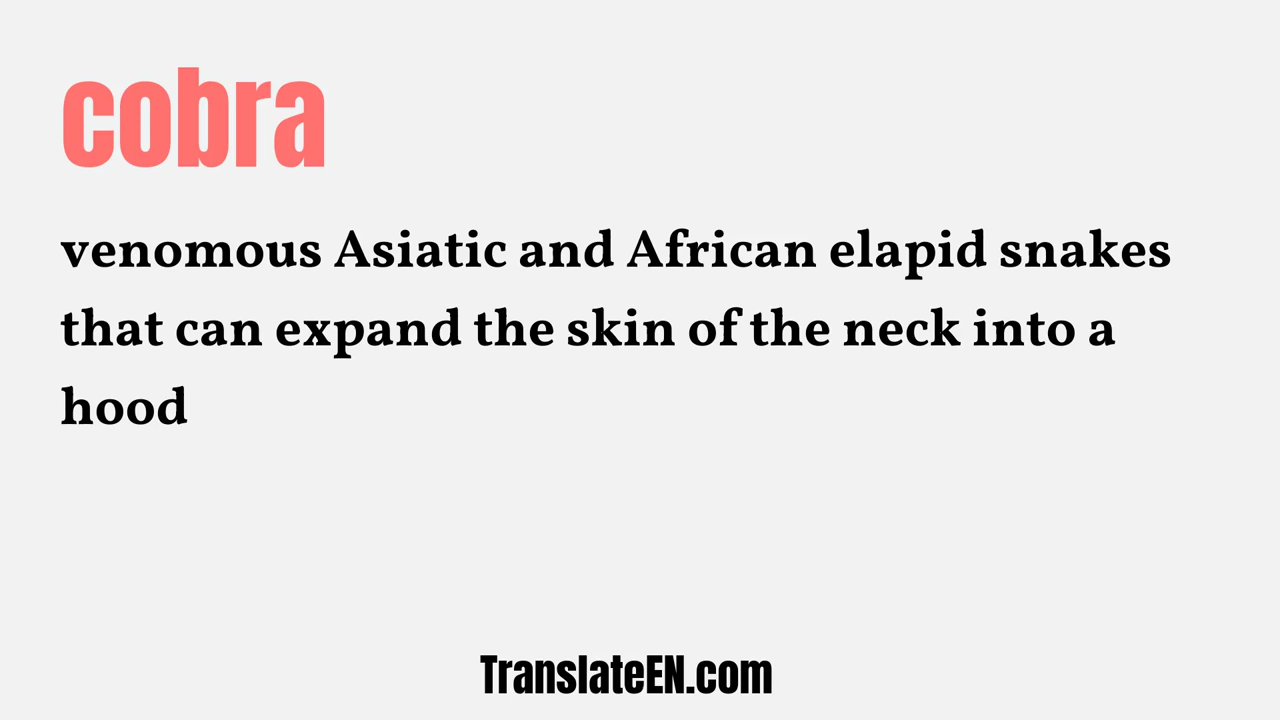 cobra
venomous Asiatic and African elapid snakes
that can expand the skin of the neck into a
hood
TranslateEN.com